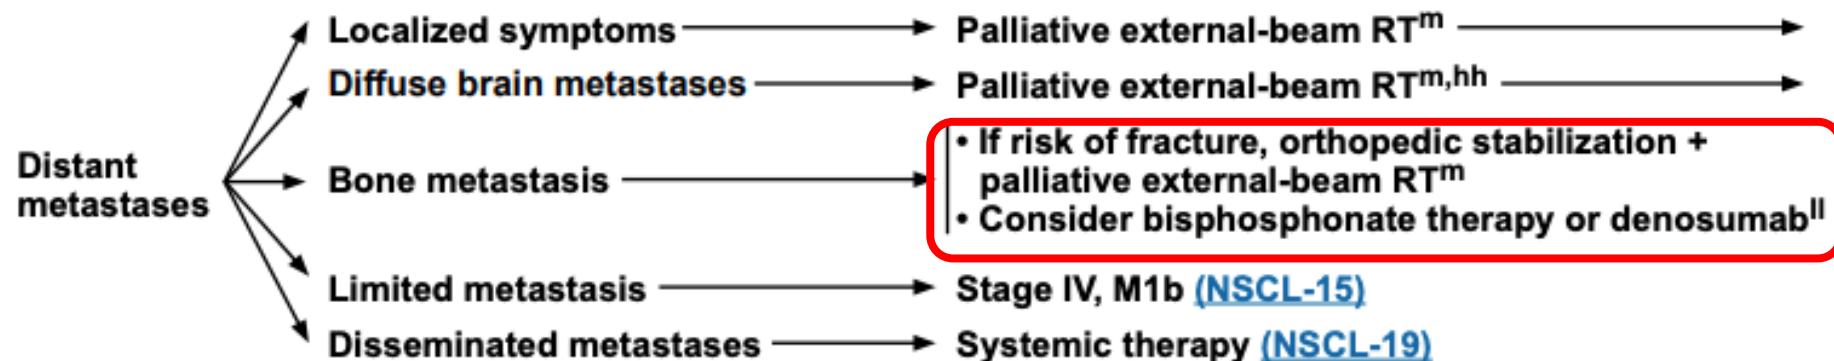 Localized symptoms Palliative external-beam RTᵐ
Diffuse brain metastases Palliative external-beam RTᵐ,ʰʰ
Distant
metastases
Bone metastasis
• If risk of fracture, orthopedic stabilization +
palliative external-beam RTᵐ
• Consider bisphosphonate therapy or denosumabˡˡ
Limited metastasis Stage IV, M1b (NSCL-15)
Disseminated metastases Systemic therapy (NSCL-19)